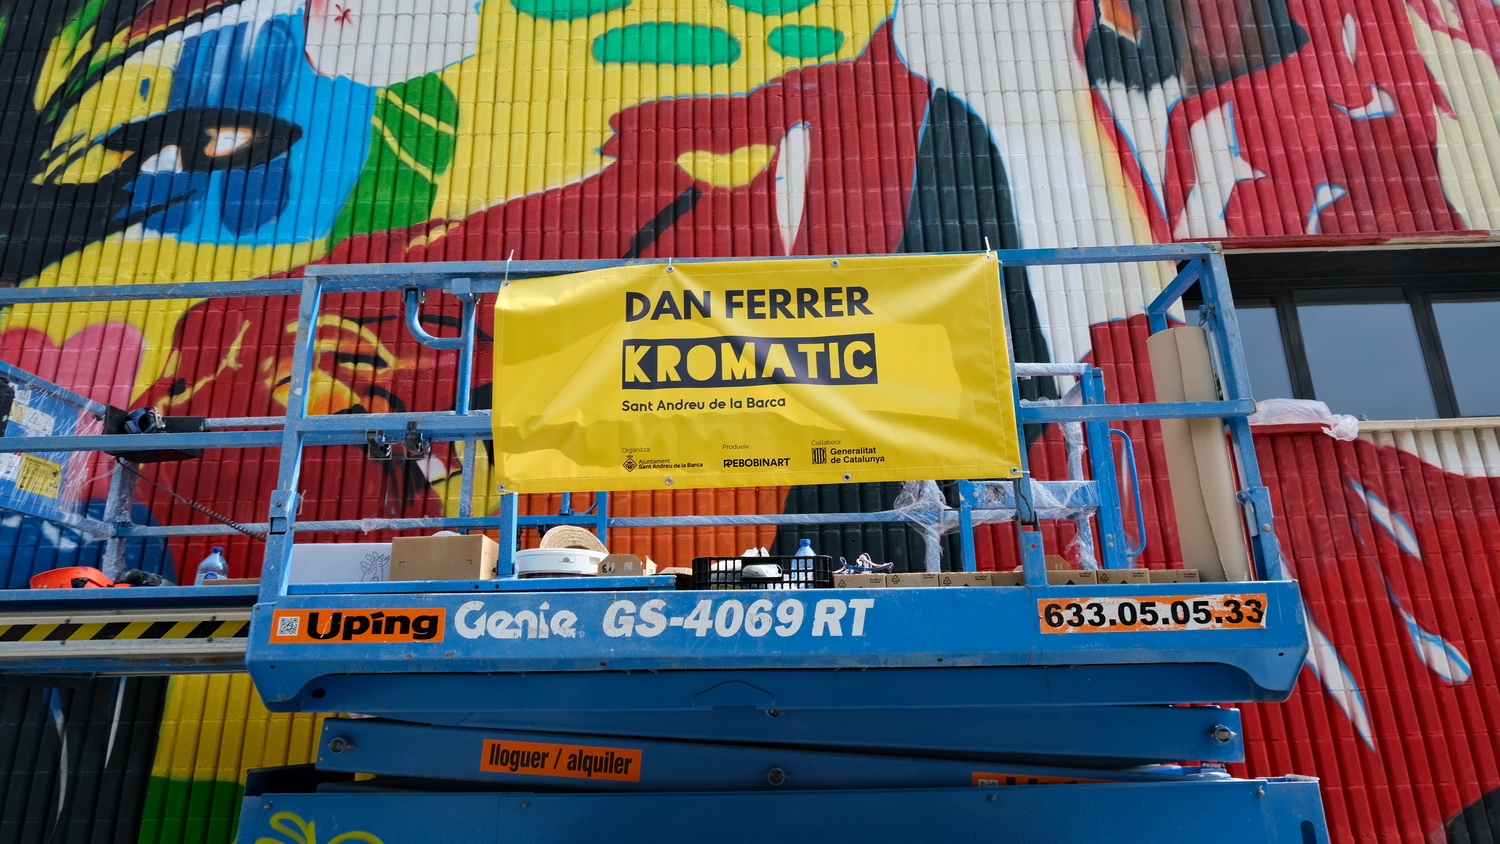 DAN FERRER
KROMATIC
Sant Andreu de la Barca
Organitza:
Ajuntament
Sant Andreu de la Barca
Produeix:
REBOBINART
Col·labora:
Generalitat
de Catalunya
Uping
Genie GS-4069 RT
633.05.05.33
lloguer / alquiler